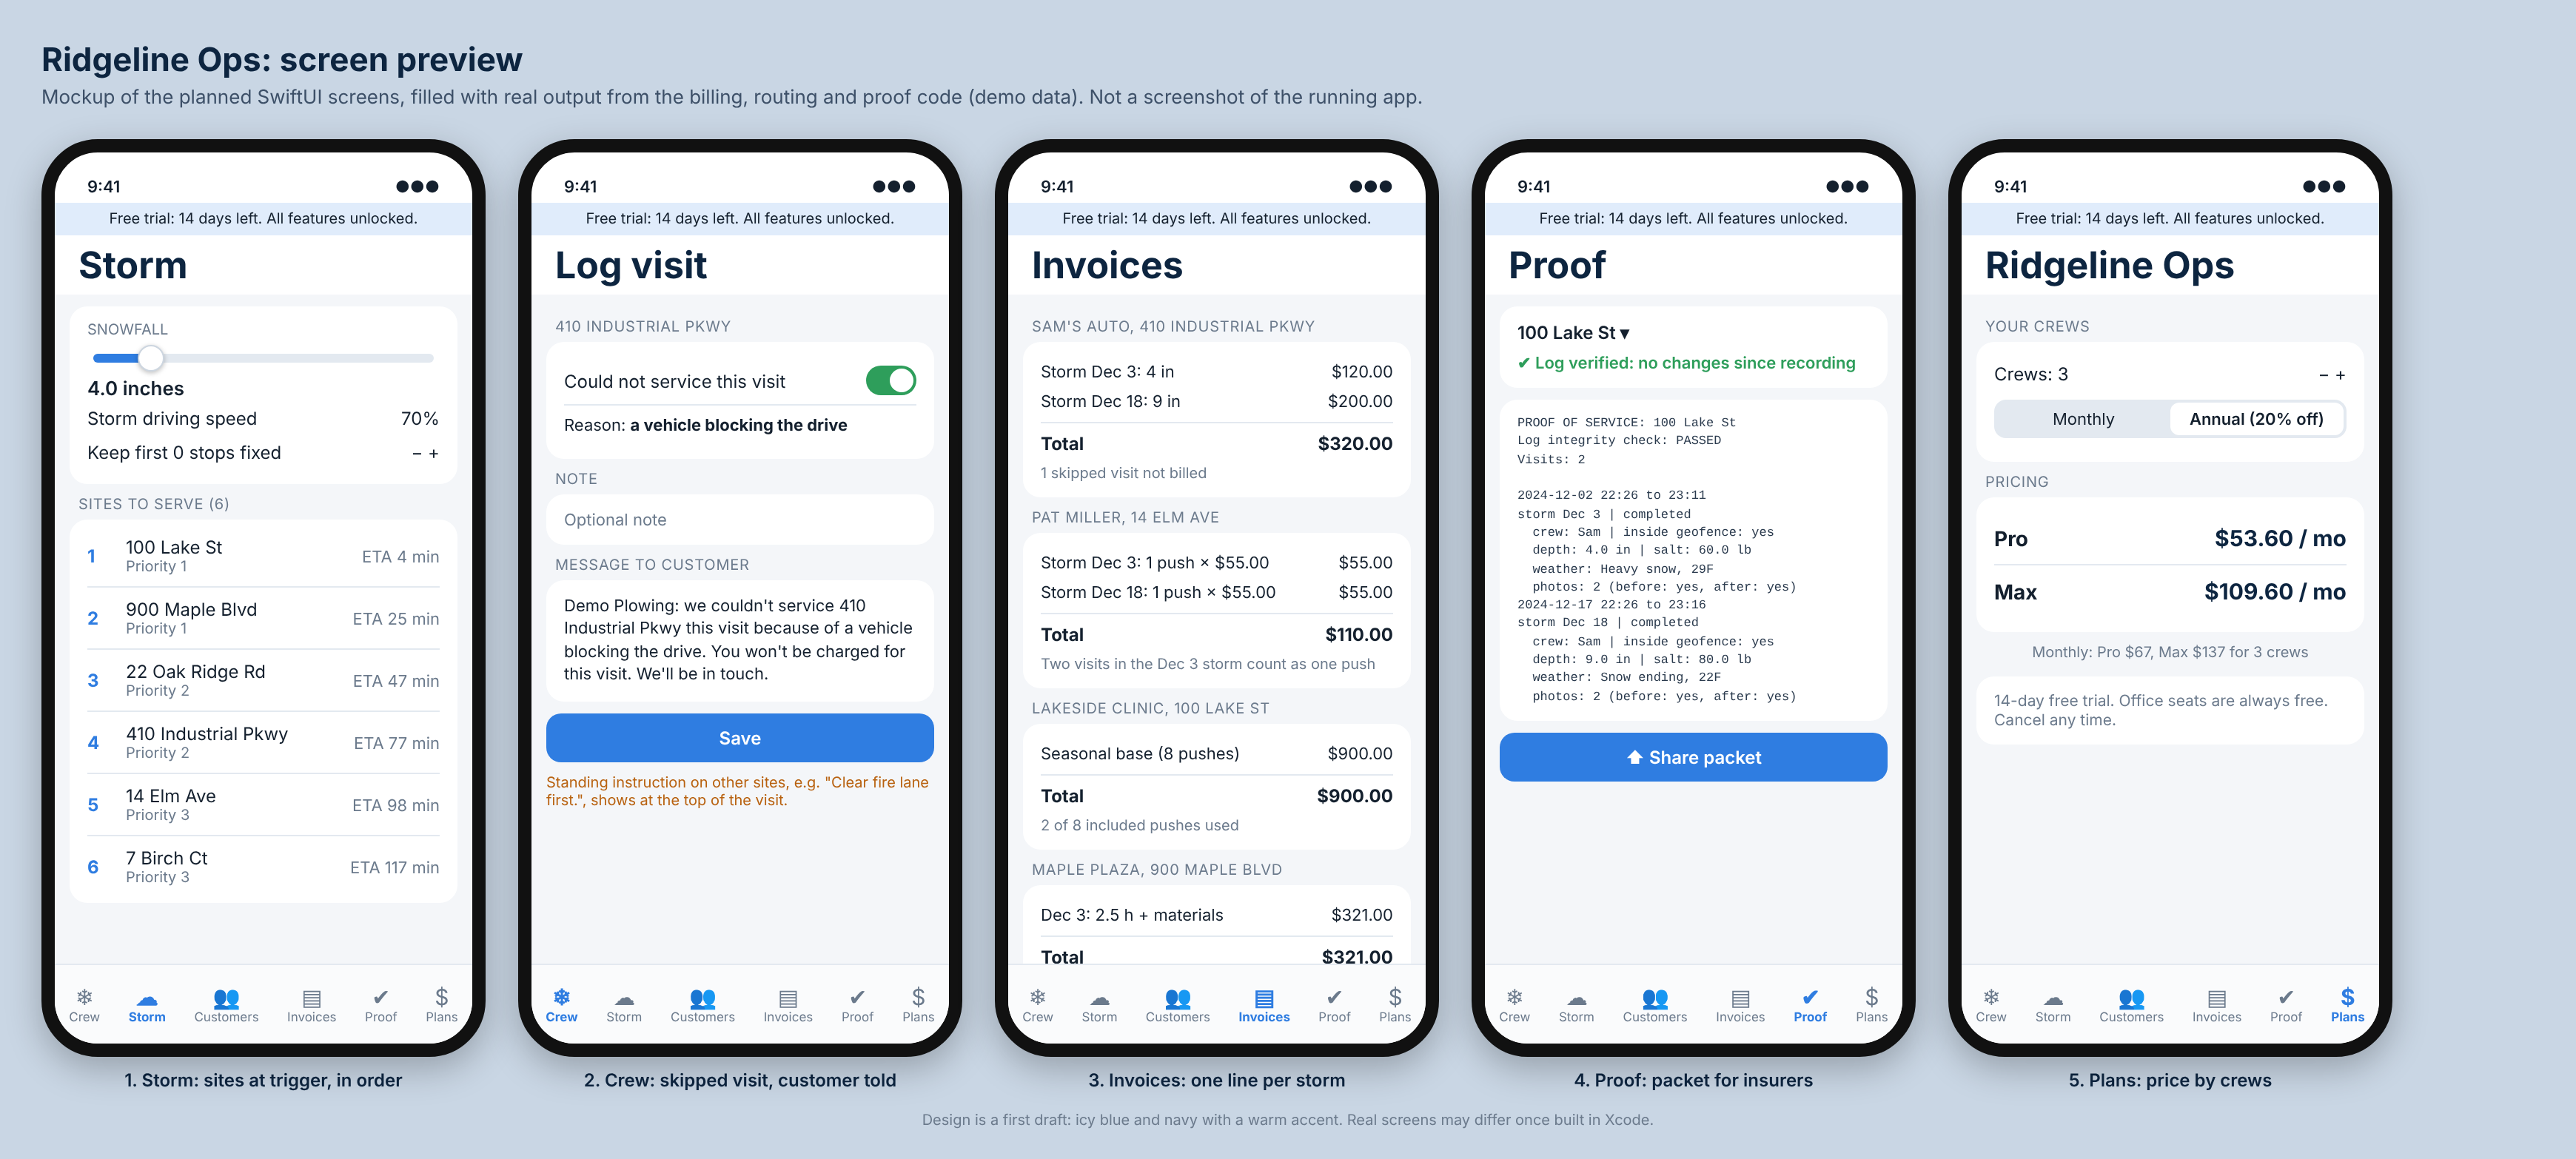 Ridgeline Ops: screen preview
Mockup of the planned SwiftUI screens, filled with real output from the billing, routing and proof code (demo data). Not a screenshot of the running app.
9:41
Free trial: 14 days left. All features unlocked.
Storm
SNOWFALL
4.0 inches
Storm driving speed 70%
Keep first 0 stops fixed − +
SITES TO SERVE (6)
1 100 Lake St ETA 4 min
Priority 1
2 900 Maple Blvd ETA 25 min
Priority 1
3 22 Oak Ridge Rd ETA 47 min
Priority 2
4 410 Industrial Pkwy ETA 77 min
Priority 2
5 14 Elm Ave ETA 98 min
Priority 3
6 7 Birch Ct ETA 117 min
Priority 3
Crew Storm Customers Invoices $ Proof Plans
1. Storm: sites at trigger, in order
9:41
Free trial: 14 days left. All features unlocked.
Log visit
410 INDUSTRIAL PKWY
Could not service this visit
Reason: a vehicle blocking the drive
NOTE
Optional note
MESSAGE TO CUSTOMER
Demo Plowing: we couldn't service 410
Industrial Pkwy this visit because of a vehicle
blocking the drive. You won't be charged for
this visit. We'll be in touch.
Save
Standing instruction on other sites, e.g. "Clear fire lane
first.", shows at the top of the visit.
$
Crew Storm Customers Invoices Proof Plans
2. Crew: skipped visit, customer told
9:41
Free trial: 14 days left. All features unlocked.
Invoices
SAM'S AUTO, 410 INDUSTRIAL PKWY
Storm Dec 3: 4 in $120.00
Storm Dec 18: 9 in $200.00
Total $320.00
1 skipped visit not billed
PAT MILLER, 14 ELM AVE
Storm Dec 3: 1 push × $55.00 $55.00
Storm Dec 18: 1 push × $55.00 $55.00
Total $110.00
Two visits in the Dec 3 storm count as one push
LAKESIDE CLINIC, 100 LAKE ST
Seasonal base (8 pushes) $900.00
Total $900.00
2 of 8 included pushes used
MAPLE PLAZA, 900 MAPLE BLVD
Dec 3: 2.5 h + materials $321.00
Total $321.00
$
Crew Storm Customers Invoices Proof Plans
3. Invoices: one line per storm
9:41
Free trial: 14 days left. All features unlocked.
Proof
100 Lake St ▾
✔ Log verified: no changes since recording
PROOF OF SERVICE: 100 Lake St
Log integrity check: PASSED
Visits: 2
2024-12-02 22:26 to 23:11
storm Dec 3 | completed
crew: Sam | inside geofence: yes
depth: 4.0 in | salt: 60.0 lb
weather: Heavy snow, 29F
photos: 2 (before: yes, after: yes)
2024-12-17 22:26 to 23:16
storm Dec 18 | completed
crew: Sam | inside geofence: yes
depth: 9.0 in | salt: 80.0 lb
weather: Snow ending, 22F
photos: 2 (before: yes, after: yes)
Share packet
$
Crew Storm Customers Invoices Proof Plans
4. Proof: packet for insurers
9:41
Free trial: 14 days left. All features unlocked.
Ridgeline Ops
YOUR CREWS
Crews: 3 − +
Monthly Annual (20% off)
PRICING
Pro $53.60 / mo
Max $109.60 / mo
Monthly: Pro $67, Max $137 for 3 crews
14-day free trial. Office seats are always free.
Cancel any time.
$
Crew Storm Customers Invoices Proof Plans
5. Plans: price by crews
Design is a first draft: icy blue and navy with a warm accent. Real screens may differ once built in Xcode.